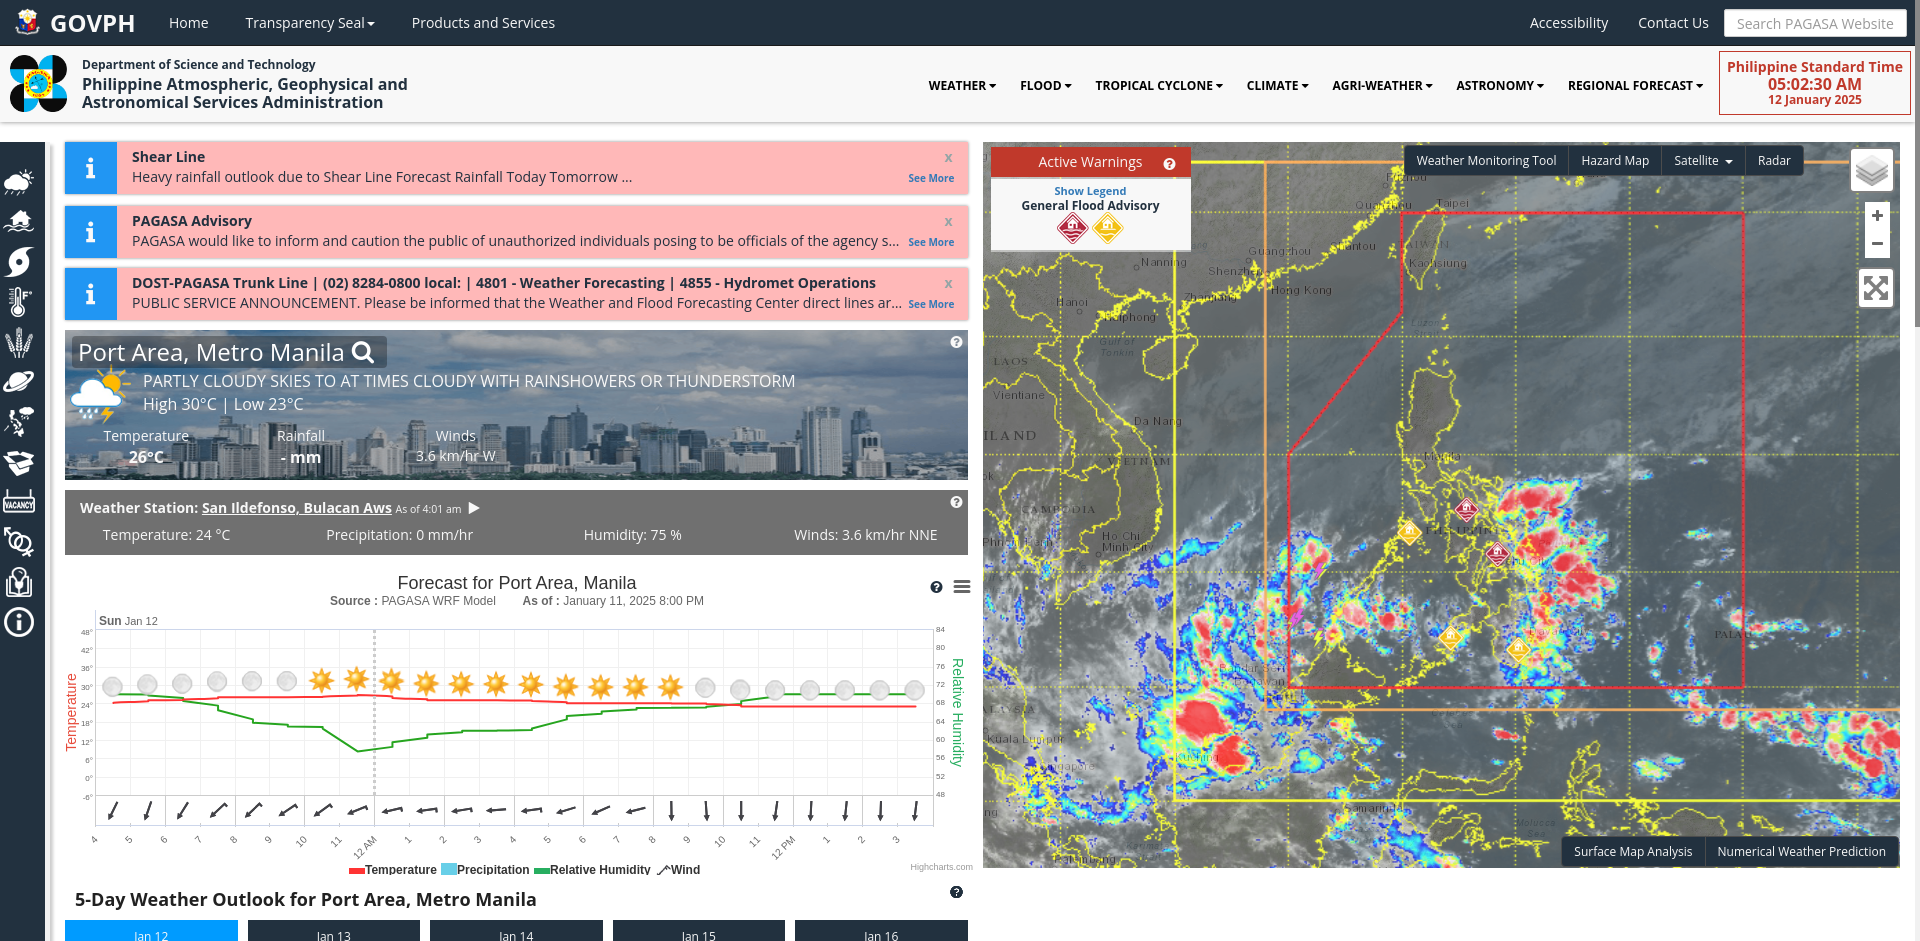 GOVPH
Home
Transparency Seal
Products and Services
Accessibility
Contact Us
Search PAGASA Website
Department of Science and Technology
Philippine Atmospheric, Geophysical and
Astronomical Services Administration
WEATHER
FLOOD
TROPICAL CYCLONE
CLIMATE
AGRI-WEATHER
ASTRONOMY
REGIONAL FORECAST
Philippine Standard Time
05:02:30 AM
12 January 2025
Shear Line
x
Heavy rainfall outlook due to Shear Line Forecast Rainfall Today Tomorrow ...
See More
PAGASA Advisory
x
PAGASA would like to inform and caution the public of unauthorized individuals posing to be officials of the agency s...
See More
DOST-PAGASA Trunk Line | (02) 8284-0800 local: | 4801 - Weather Forecasting | 4855 - Hydromet Operations
x
PUBLIC SERVICE ANNOUNCEMENT. Please be informed that the Weather and Flood Forecasting Center direct lines ar...
See More
Port Area, Metro Manila
PARTLY CLOUDY SKIES TO AT TIMES CLOUDY WITH RAINSHOWERS OR THUNDERSTORM
High 30°C | Low 23°C
Temperature
Rainfall
Winds
26°C
- mm
3.6 km/hr W
Weather Station: San Ildefonso, Bulacan Aws As of 4:01 am
Temperature: 24 °C
Precipitation: 0 mm/hr
Humidity: 75 %
Winds: 3.6 km/hr NNE
Forecast for Port Area, Manila
Source : PAGASA WRF Model
As of : January 11, 2025 8:00 PM
Sun Jan 12
48°
42°
36°
30°
24°
18°
12°
6°
0°
-6°
Temperature
84
80
76
72
68
64
60
56
52
48
Relative Humidity
4
5
6
7
8
9
10
11
12 AM
1
2
3
4
5
6
7
8
9
10
11
12 PM
1
2
3
Temperature
Precipitation
Relative Humidity
Wind
Highcharts.com
5-Day Weather Outlook for Port Area, Metro Manila
Jan 12
Jan 13
Jan 14
Jan 15
Jan 16
VACANCY
Active Warnings
Show Legend
General Flood Advisory
Weather Monitoring Tool
Hazard Map
Satellite
Radar
+
−
Taipei
Guangzhou
Nanning
Shenzhen
Kaohsiung
Hong Kong
Hanoi
Zhanjiang
Haiphong
Gulf of
Tonkin
LAOS
Vientiane
Da Nang
VIETNAM
CAMBODIA
Ho Chi
Minh City
Manila
PALAU
Kuala Lumpur
Singapore
Kuching
Samarinda
Surface Map Analysis
Numerical Weather Prediction